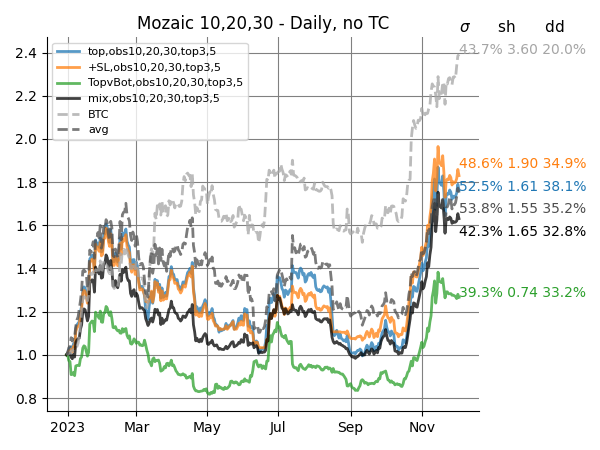 Mozaic 10,20,30 - Daily, no TC
σ sh dd
top,obs10,20,30,top3,5
+SL,obs10,20,30,top3,5
TopvBot,obs10,20,30,top3,5
mix,obs10,20,30,top3,5
BTC
avg
43.7% 3.60 20.0%
48.6% 1.90 34.9%
52.5% 1.61 38.1%
53.8% 1.55 35.2%
42.3% 1.65 32.8%
39.3% 0.74 33.2%
2.4
2.2
2.0
1.8
1.6
1.4
1.2
1.0
0.8
2023 Mar May Jul Sep Nov